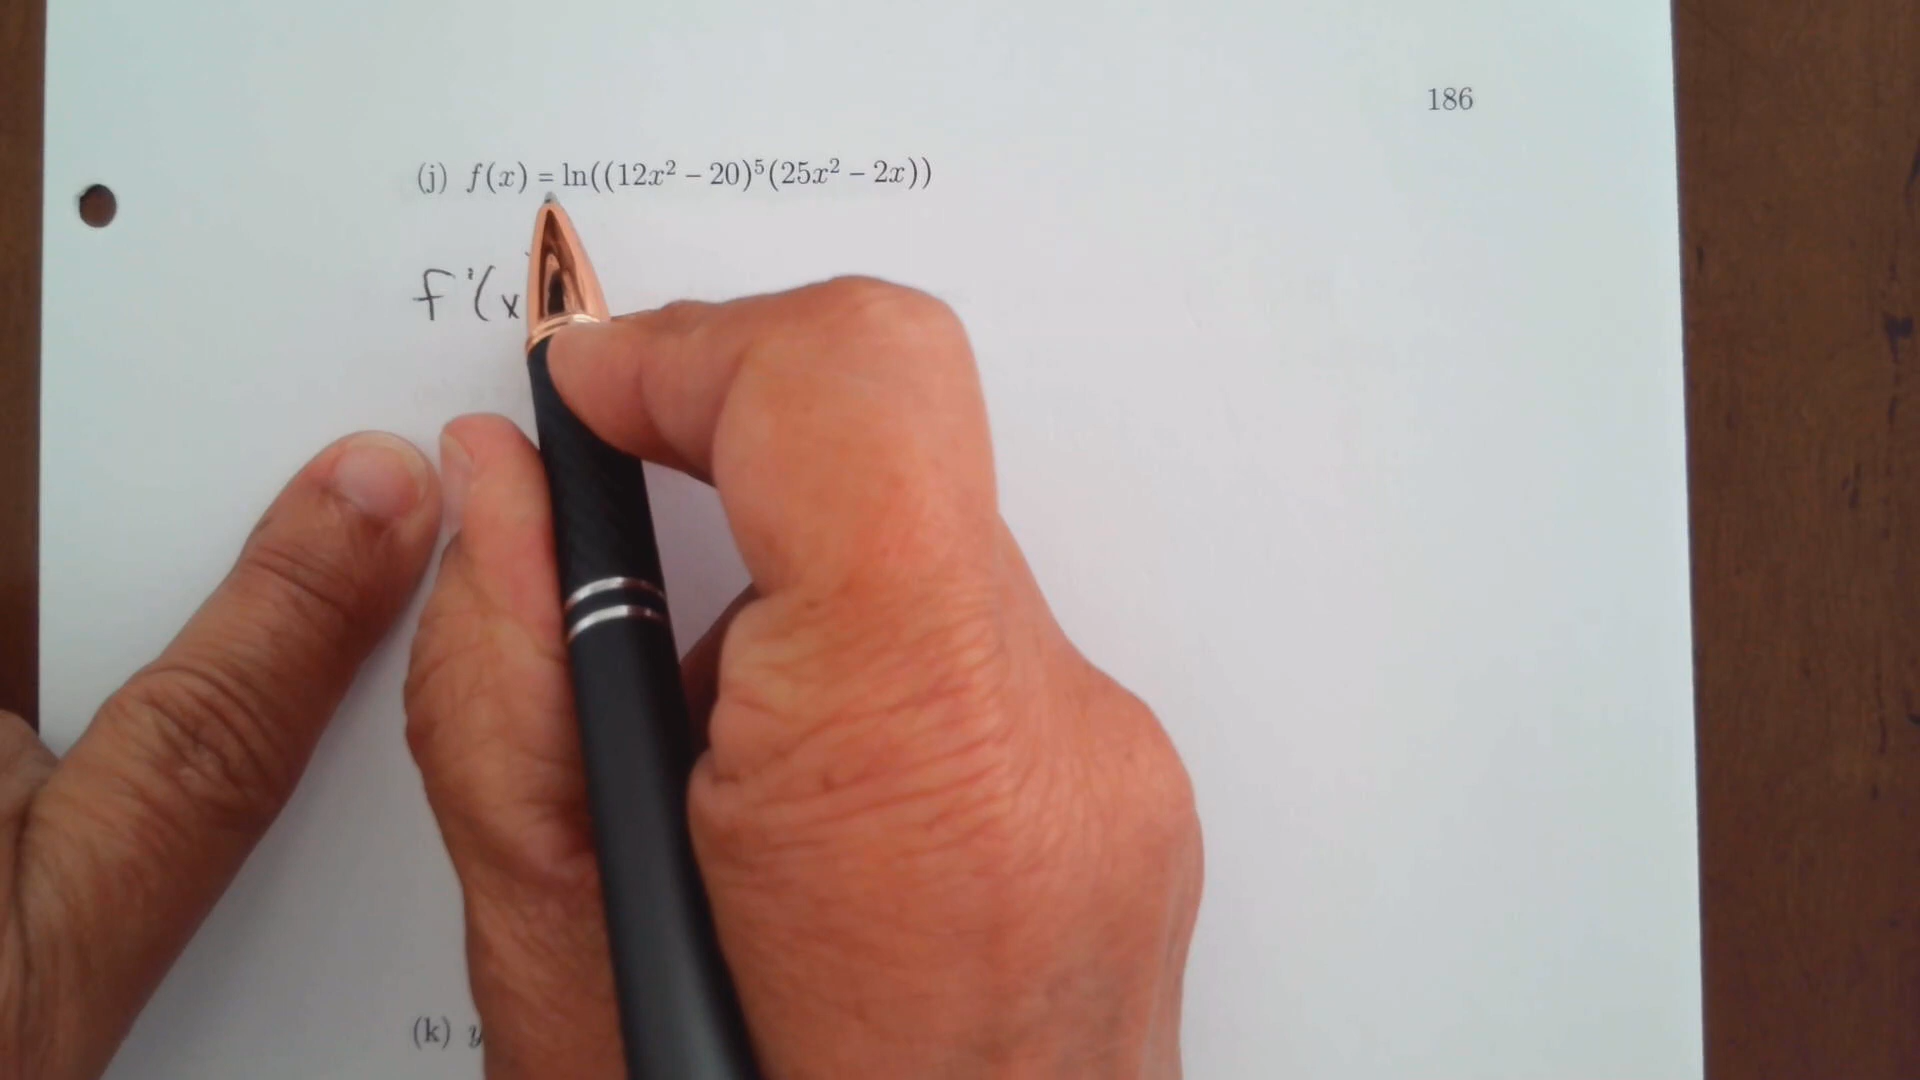 186
(j) f(x) = ln((12x² − 20)⁵(25x² − 2x))
f'(x
(k) y